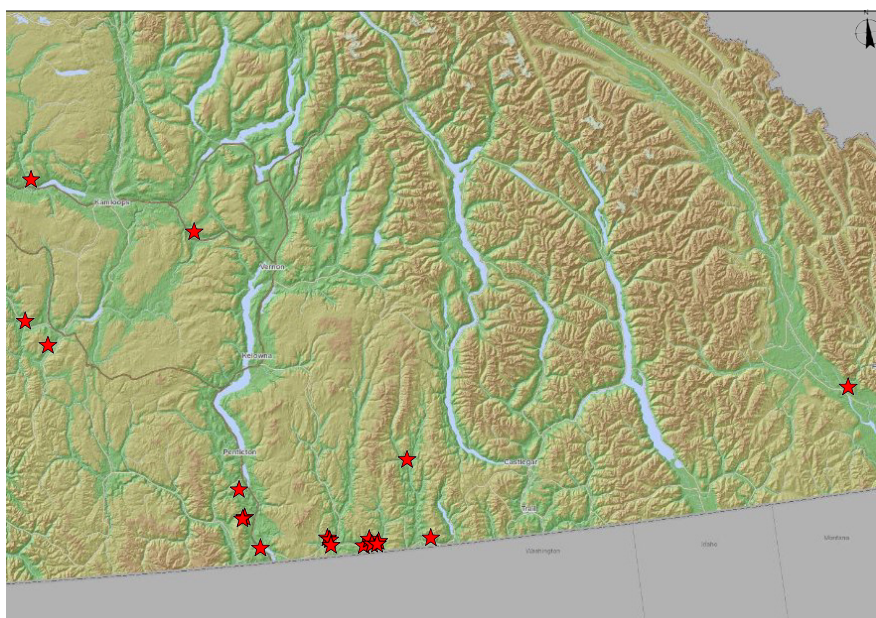 Kamloops
Vernon
Kelowna
Penticton
Castlegar
Washington
Idaho
Montana